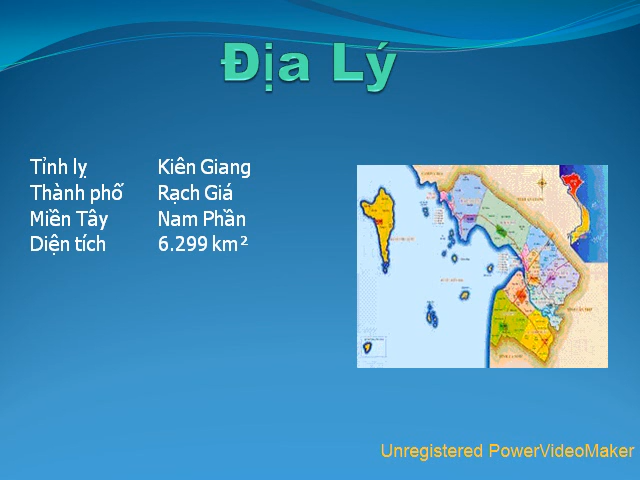 Địa Lý
Tỉnh lỵ Kiên Giang
Thành phố Rạch Giá
Miền Tây Nam Phần
Diện tích 6.299 km²
Unregistered PowerVideoMaker